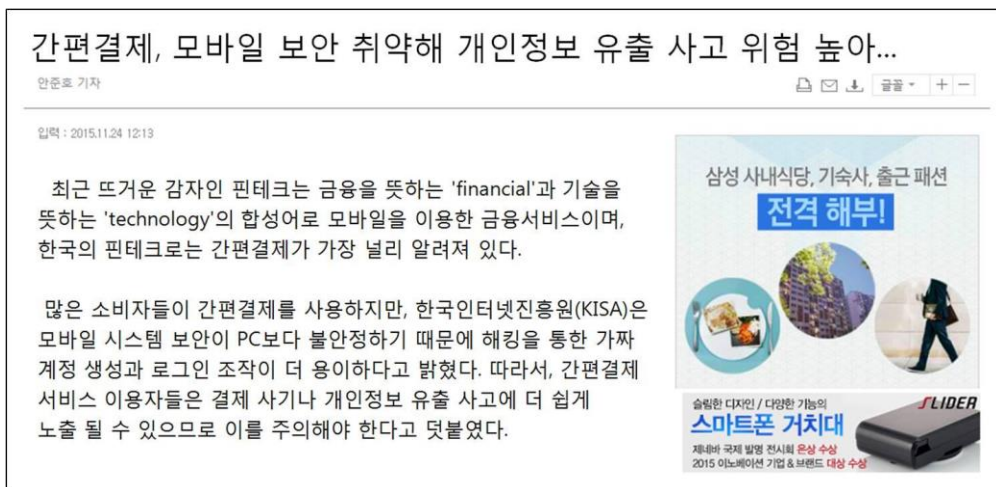 간편결제, 모바일 보안 취약해 개인정보 유출 사고 위험 높아...
안준호 기자
글꼴
입력 : 2015.11.24 12:13
최근 뜨거운 감자인 핀테크는 금융을 뜻하는 'financial'과 기술을
뜻하는 'technology'의 합성어로 모바일을 이용한 금융서비스이며,
한국의 핀테크로는 간편결제가 가장 널리 알려져 있다.
많은 소비자들이 간편결제를 사용하지만, 한국인터넷진흥원(KISA)은
모바일 시스템 보안이 PC보다 불안정하기 때문에 해킹을 통한 가짜
계정 생성과 로그인 조작이 더 용이하다고 밝혔다. 따라서, 간편결제
서비스 이용자들은 결제 사기나 개인정보 유출 사고에 더 쉽게
노출 될 수 있으므로 이를 주의해야 한다고 덧붙였다.
삼성 사내식당, 기숙사, 출근 패션
전격 해부!
슬림한 디자인 / 다양한 기능의
스마트폰 거치대
제네바 국제 발명 전시회 은상 수상
2015 이노베이션 기업 & 브랜드 대상 수상
SLIDER